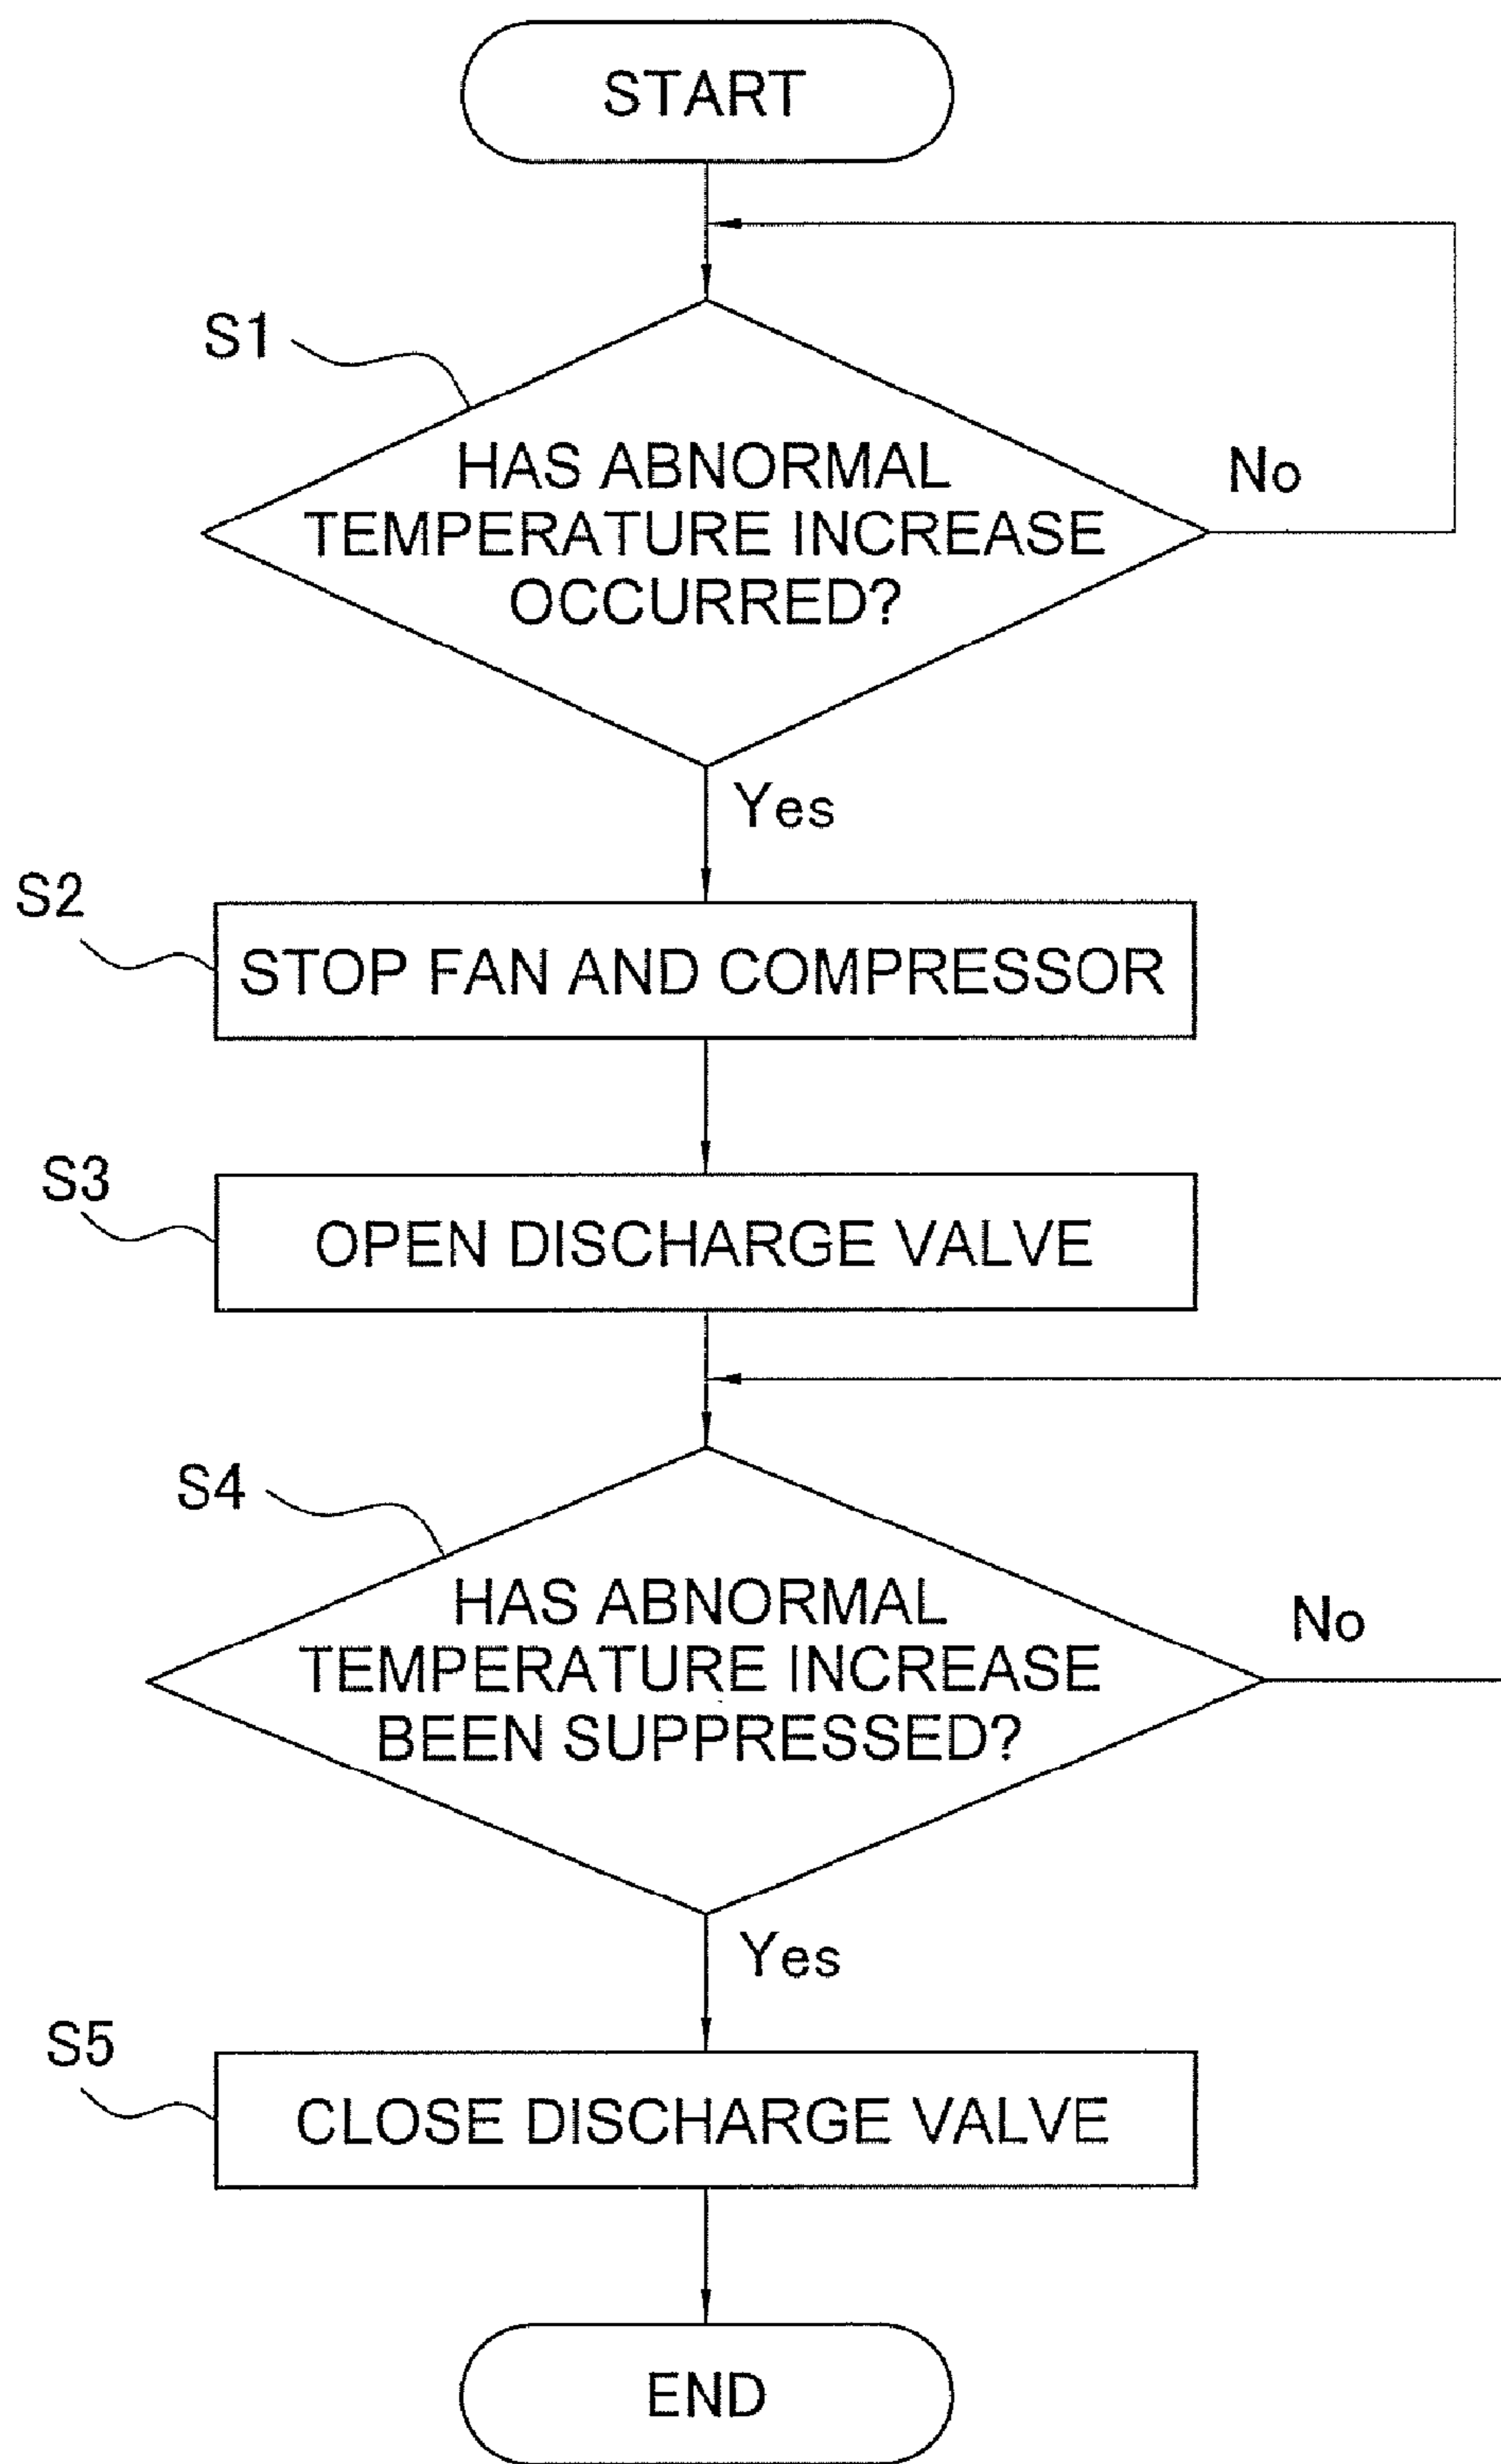 START
S1
HAS ABNORMAL
TEMPERATURE INCREASE
OCCURRED?
No
Yes
S2
STOP FAN AND COMPRESSOR
S3
OPEN DISCHARGE VALVE
S4
HAS ABNORMAL
TEMPERATURE INCREASE
BEEN SUPPRESSED?
No
Yes
S5
CLOSE DISCHARGE VALVE
END